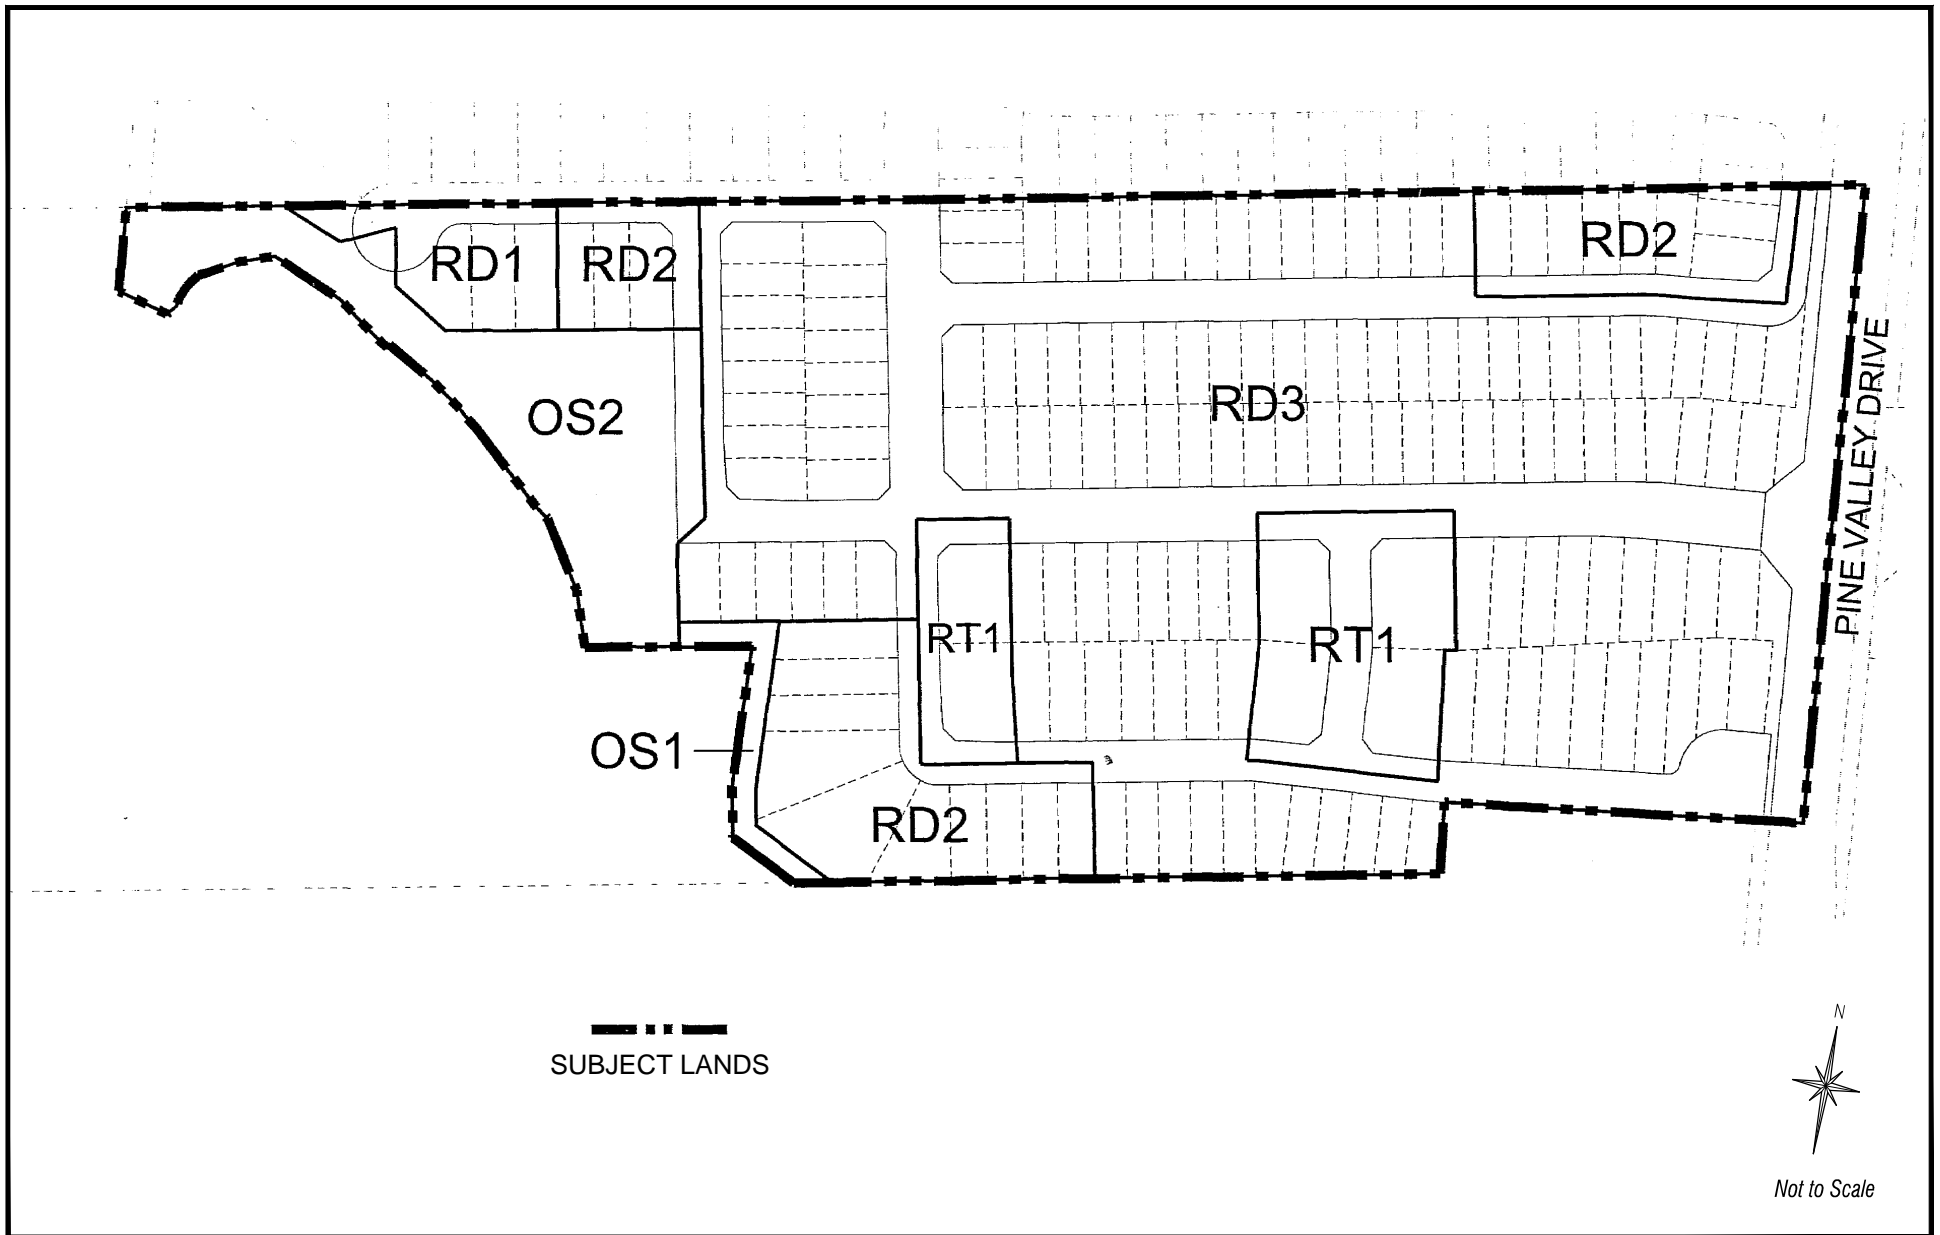 RD2
RD1
RD2
RD3
OS2
PINE VALLEY DRIVE
RT1
RT1
OS1
RD2
SUBJECT LANDS
N
Not to Scale